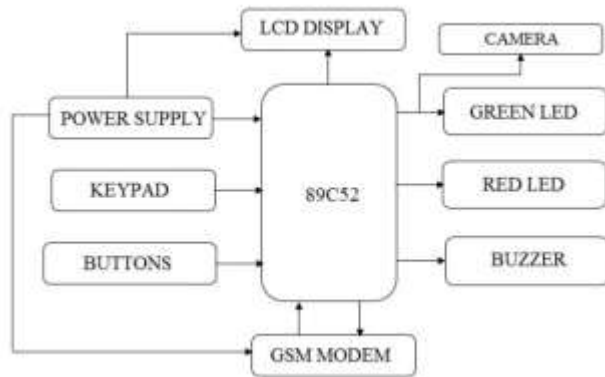 LCD DISPLAY
CAMERA
POWER SUPPLY
GREEN LED
KEYPAD
89C52
RED LED
BUTTONS
BUZZER
GSM MODEM